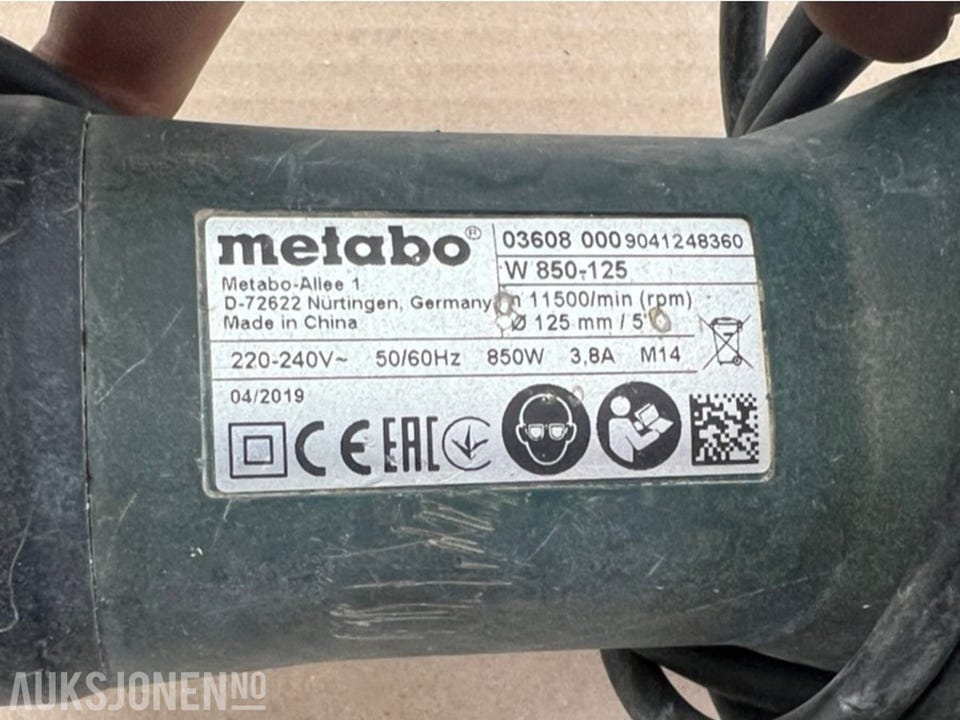 metabo®
Metabo-Allee 1
D-72622 Nürtingen, Germany
Made in China
03608 000 9041248360
W 850-125
n 11500/min (rpm)
Ø 125 mm / 5"
220-240V~ 50/60Hz 850W 3,8A M14
04/2019
CE EAC
AUKSJONEN.NO